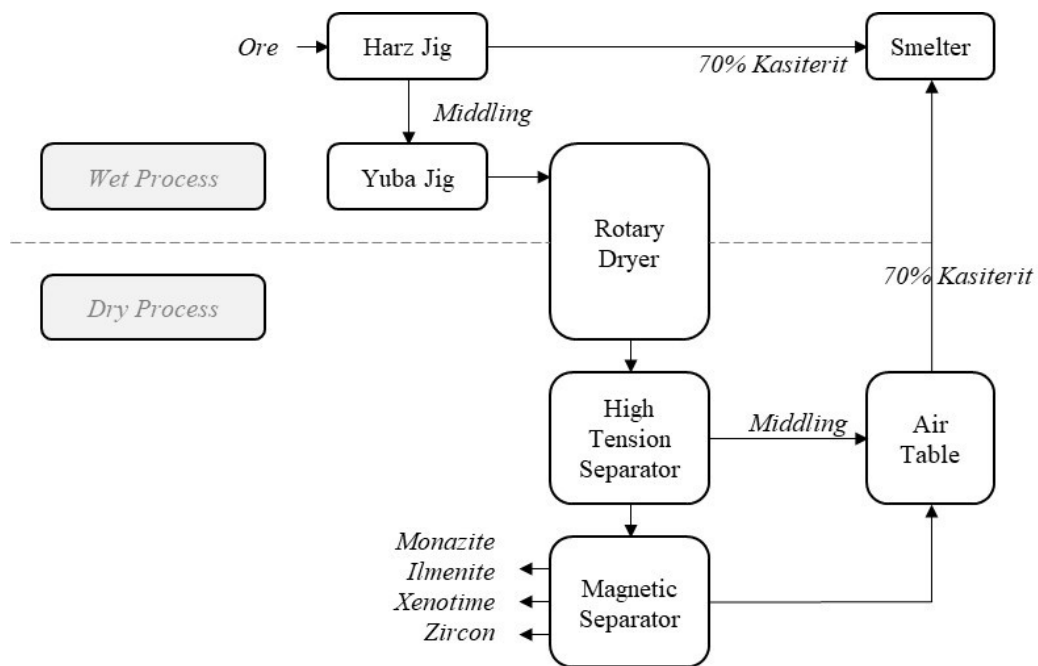 Ore
Harz Jig
70% Kasiterit
Smelter
Middling
Wet Process
Yuba Jig
Rotary
Dryer
Dry Process
70% Kasiterit
High
Tension
Separator
Middling
Air
Table
Monazite
Ilmenite
Xenotime
Zircon
Magnetic
Separator